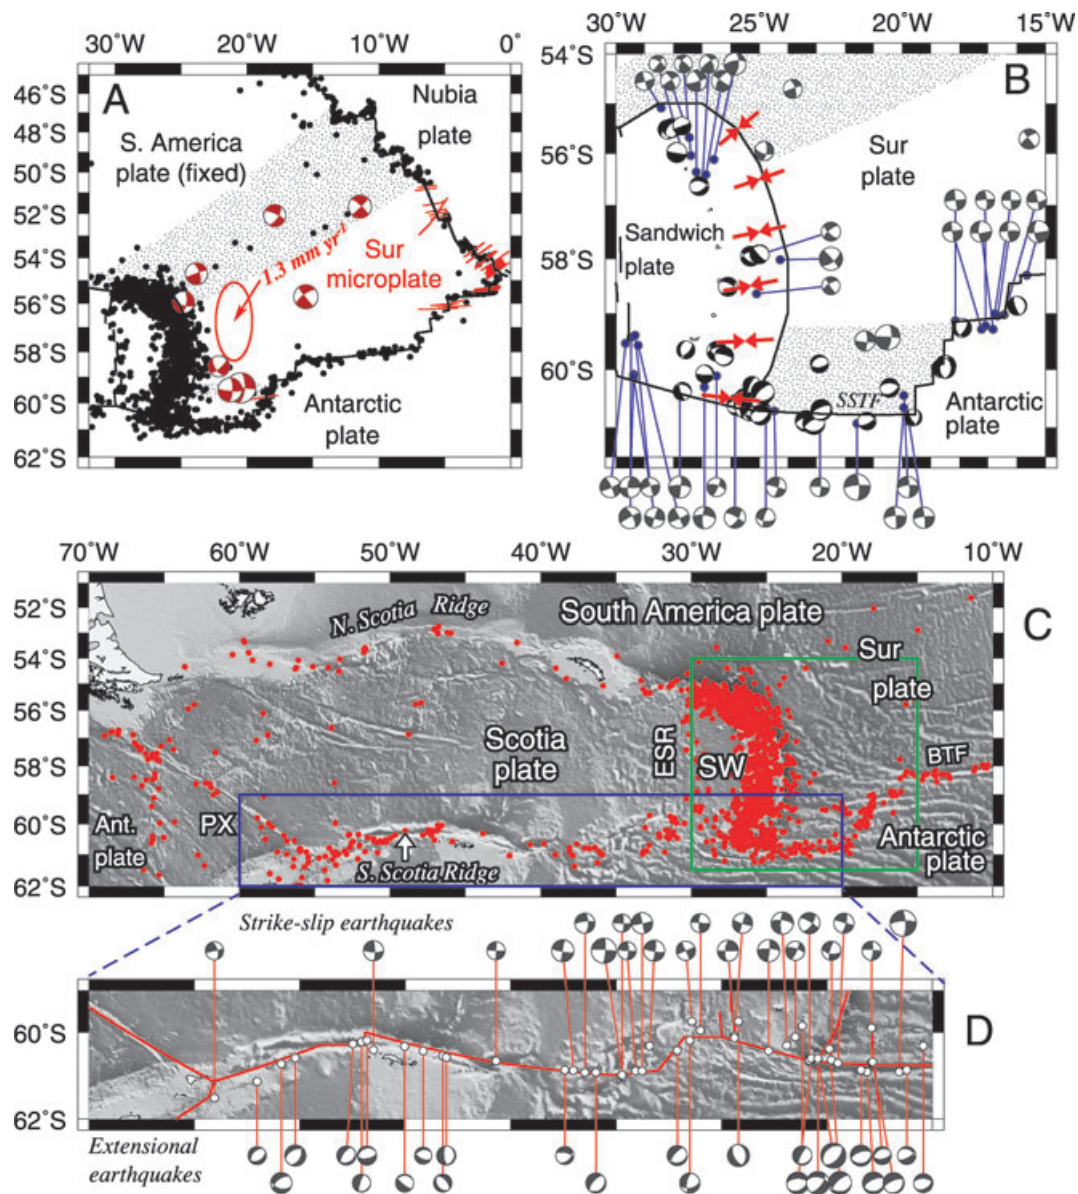 30˚W 20˚W 10˚W 0˚
46˚S
48˚S
50˚S
52˚S
54˚S
56˚S
58˚S
60˚S
62˚S
A
Nubia
plate
S. America
plate (fixed)
1.3 mm yr-1
Sur
microplate
Antarctic
plate
30˚W 25˚W 20˚W 15˚W
54˚S
56˚S
58˚S
60˚S
B
Sur
plate
Sandwich
plate
SSTF
Antarctic
plate
70˚W 60˚W 50˚W 40˚W 30˚W 20˚W 10˚W
52˚S
54˚S
56˚S
58˚S
60˚S
62˚S
C
N. Scotia Ridge
South America plate
Sur
plate
Scotia
plate
ESR
SW
BTF
Ant.
plate
PX
S. Scotia Ridge
Antarctic
plate
Strike-slip earthquakes
60˚S
62˚S
D
Extensional
earthquakes